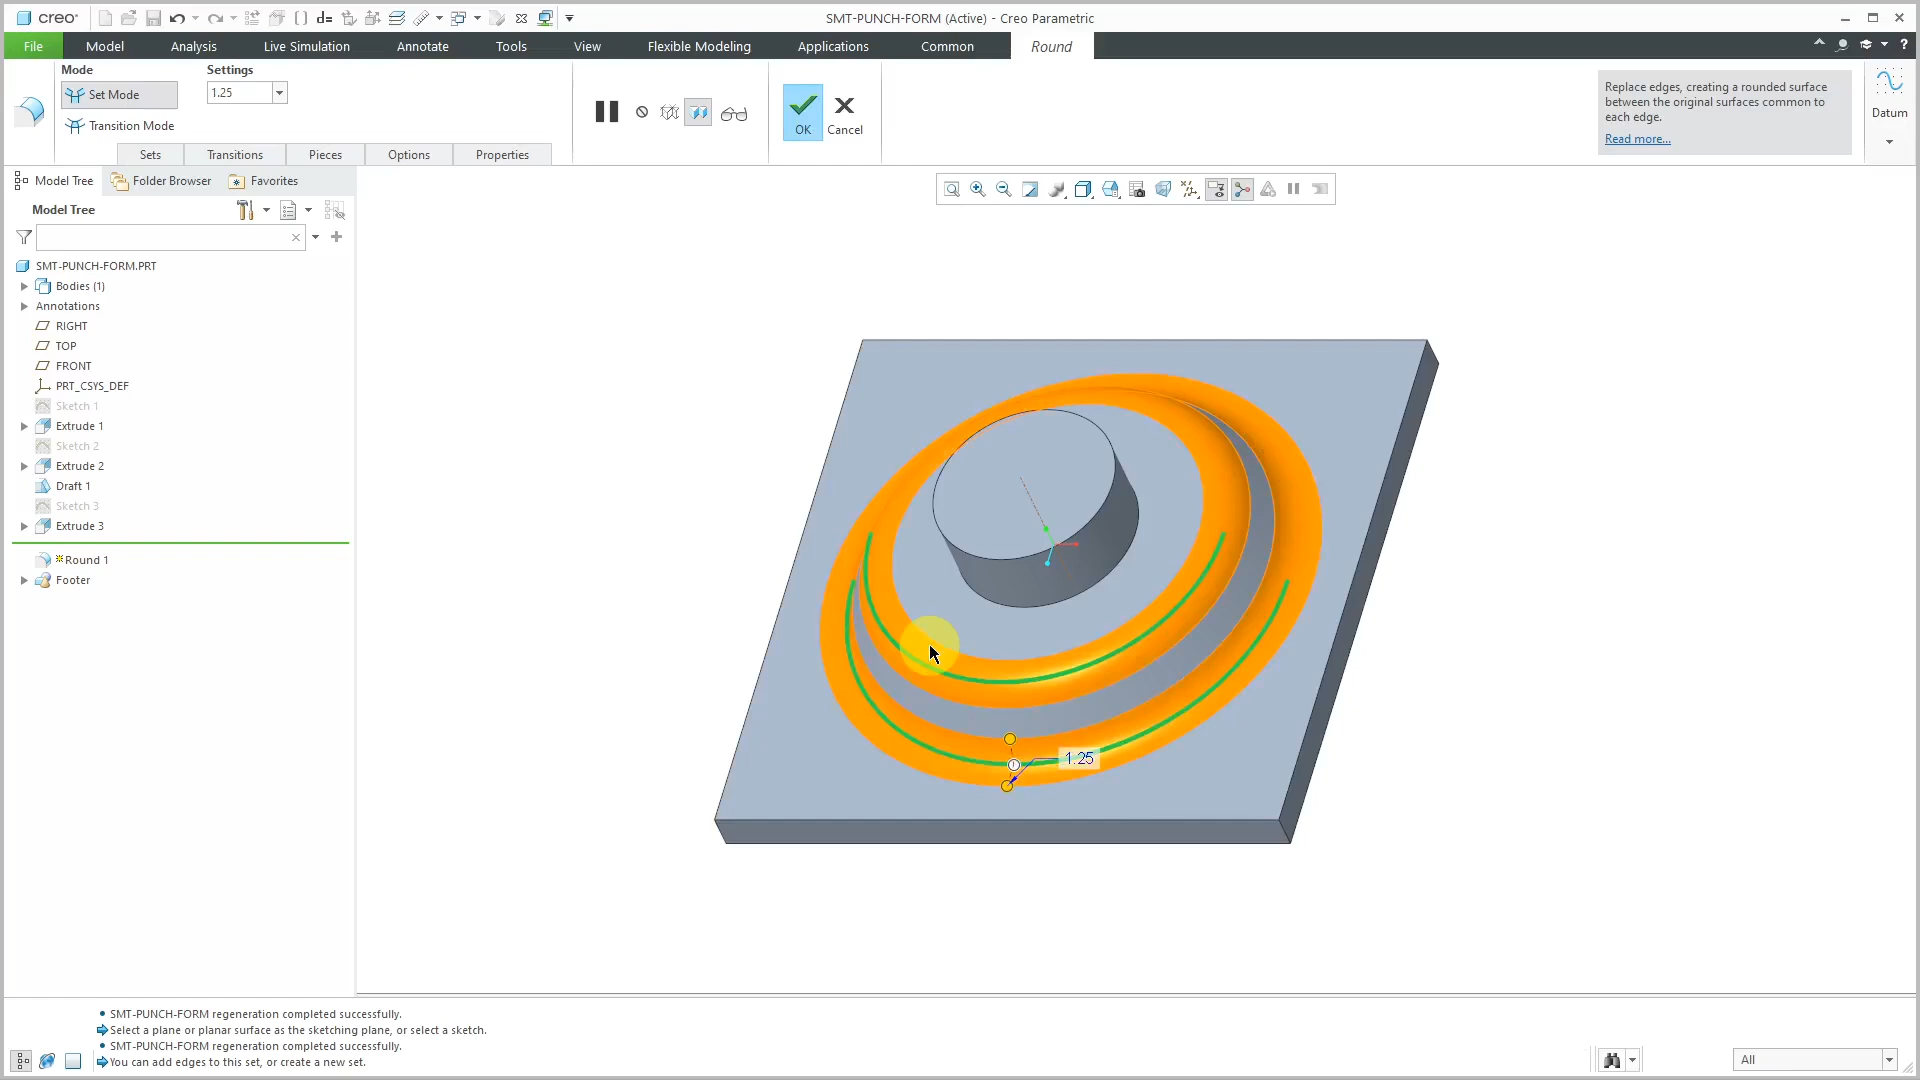 creo® d= SMT-PUNCH-FORM (Active) - Creo Parametric
File Model Analysis Live Simulation Annotate Tools View Flexible Modeling Applications Common Round ?
Mode Settings
Set Mode 1.25
Transition Mode
OK Cancel
Sets Transitions Pieces Options Properties
Replace edges, creating a rounded surface
between the original surfaces common to
each edge.
Read more...
Datum
Model Tree Folder Browser Favorites
Model Tree
SMT-PUNCH-FORM.PRT
Bodies (1)
Annotations
RIGHT
TOP
FRONT
PRT_CSYS_DEF
Sketch 1
Extrude 1
Sketch 2
Extrude 2
Draft 1
Sketch 3
Extrude 3
Round 1
Footer
1.25
SMT-PUNCH-FORM regeneration completed successfully.
Select a plane or planar surface as the sketching plane, or select a sketch.
SMT-PUNCH-FORM regeneration completed successfully.
You can add edges to this set, or create a new set.
All